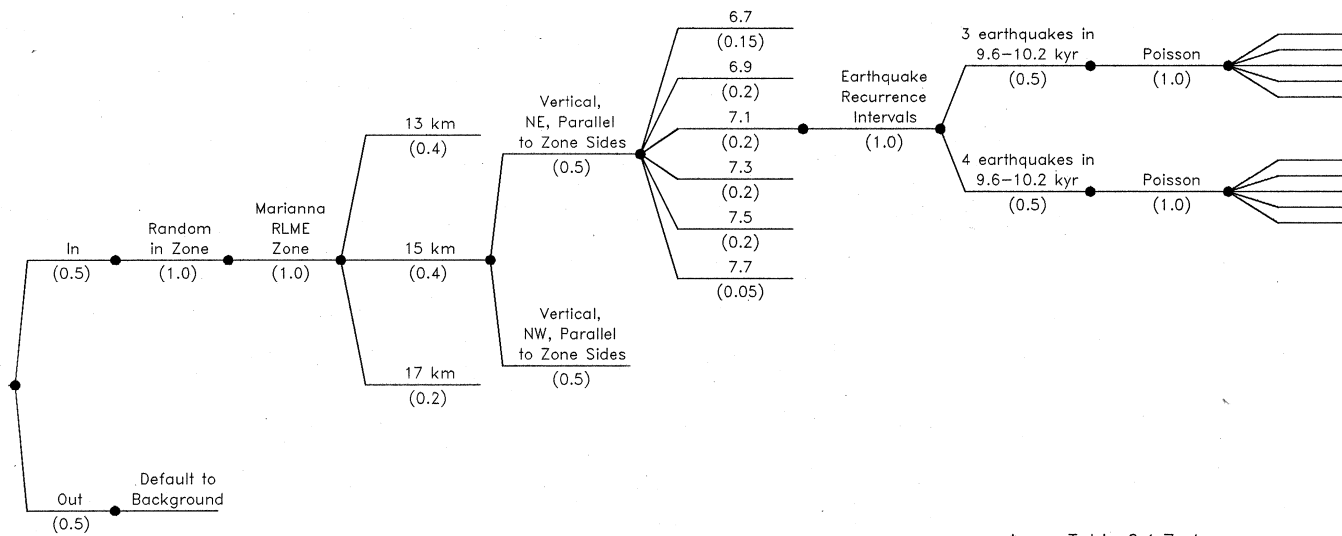 In
(0.5)
Random
in Zone
(1.0)
Marianna
RLME
Zone
(1.0)
13 km
(0.4)
15 km
(0.4)
17 km
(0.2)
Vertical,
NE, Parallel
to Zone Sides
(0.5)
Vertical,
NW, Parallel
to Zone Sides
(0.5)
6.7
(0.15)
6.9
(0.2)
7.1
(0.2)
7.3
(0.2)
7.5
(0.2)
7.7
(0.05)
Earthquake
Recurrence
Intervals
(1.0)
3 earthquakes in
9.6–10.2 kyr
(0.5)
Poisson
(1.0)
4 earthquakes in
9.6–10.2 kyr
(0.5)
Poisson
(1.0)
Out
(0.5)
Default to
Background